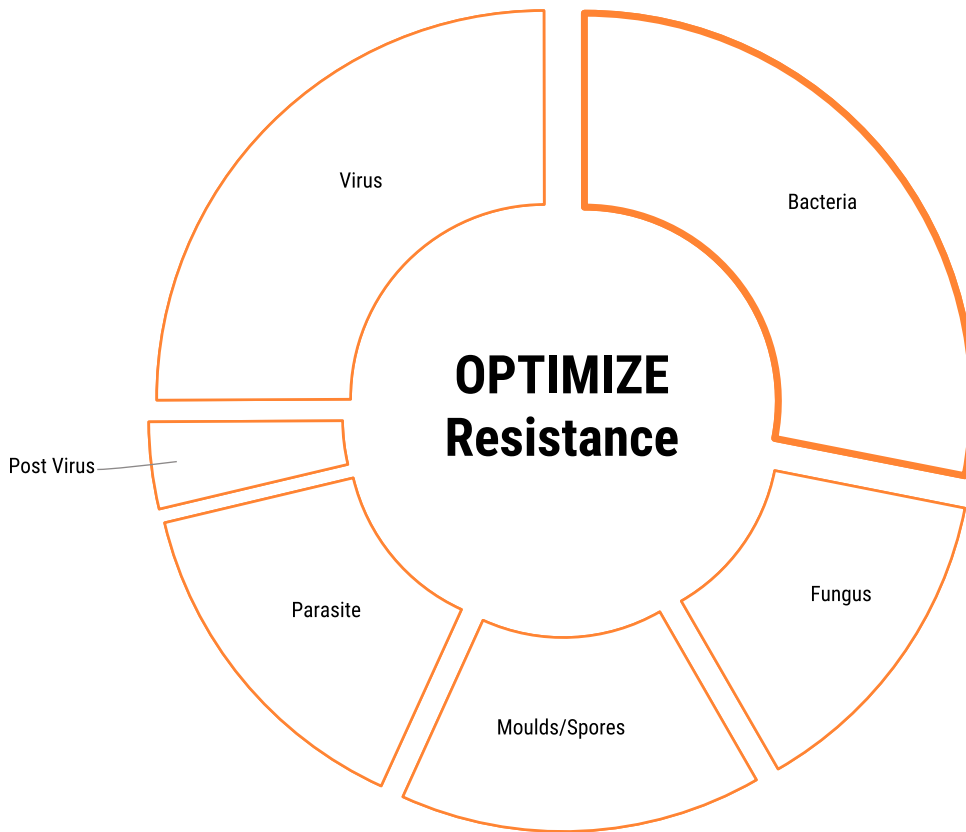 Virus
Bacteria
OPTIMIZE
Resistance
Post Virus
Fungus
Parasite
Moulds/Spores